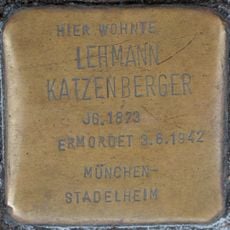 HIER WOHNTE
LEHMANN
KATZENBERGER
JG. 1873
ERMORDET 3.6.1942
MÜNCHEN-
STADELHEIM